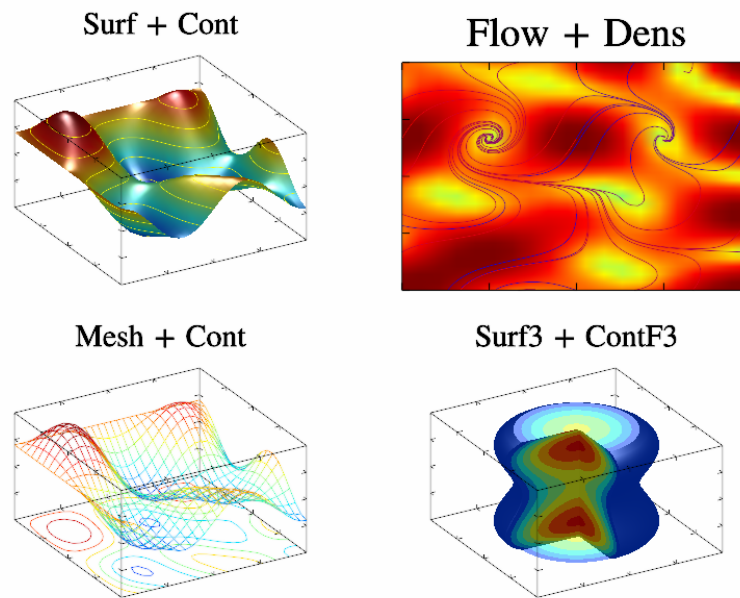 Surf + Cont
Flow + Dens
Mesh + Cont
Surf3 + ContF3